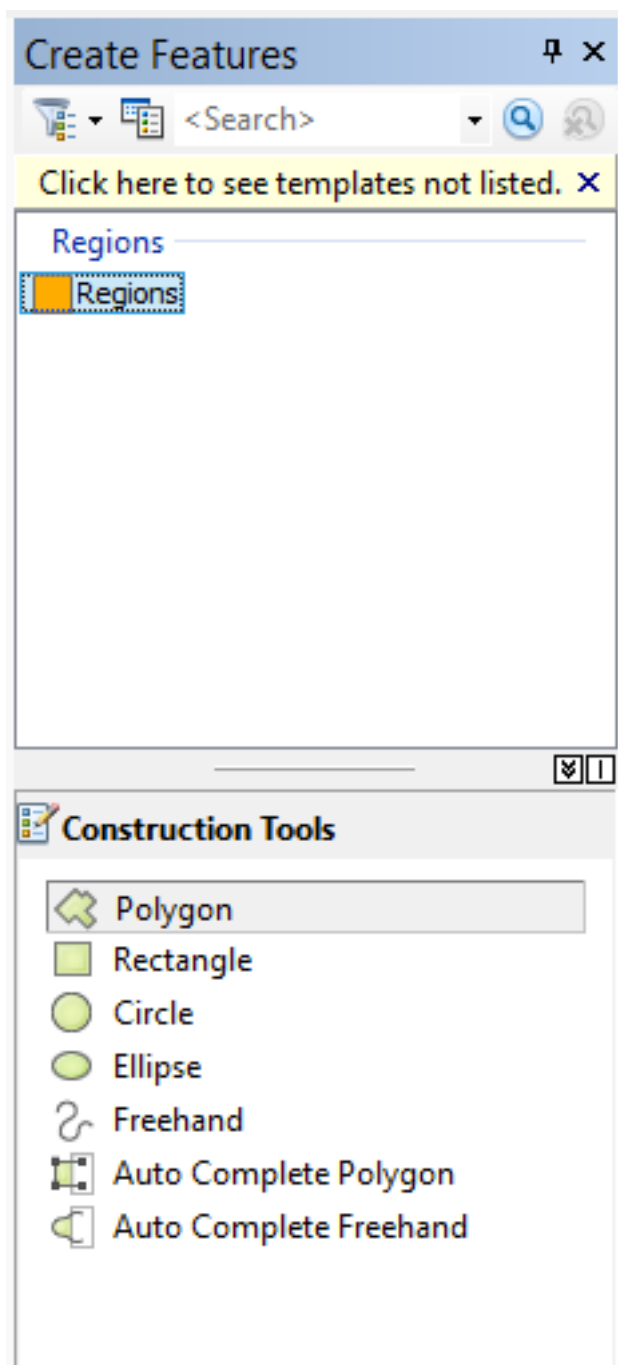 Create Features
<Search>
Click here to see templates not listed.
Regions
Regions
Construction Tools
Polygon
Rectangle
Circle
Ellipse
Freehand
Auto Complete Polygon
Auto Complete Freehand